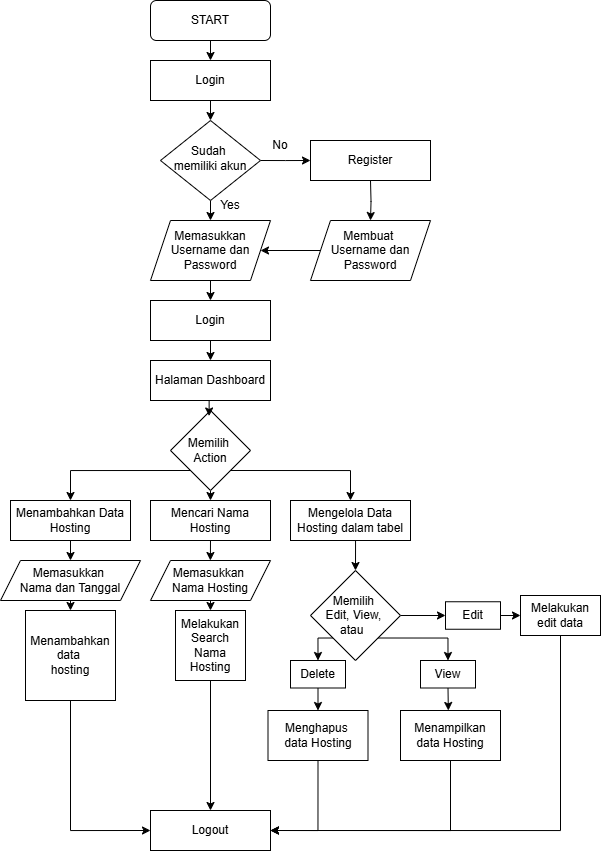 START
Login
Sudah
memiliki akun
No
Register
Yes
Memasukkan
Username dan
Password
Membuat
Username dan
Password
Login
Halaman Dashboard
Memilih
Action
Menambahkan Data
Hosting
Mencari Nama
Hosting
Mengelola Data
Hosting dalam tabel
Memasukkan
Nama dan Tanggal
Memasukkan
Nama Hosting
Memilih
Edit, View,
atau
Edit
Melakukan
edit data
Menambahkan
data
hosting
Melakukan
Search
Nama
Hosting
Delete
View
Menghapus
data Hosting
Menampilkan
data Hosting
Logout